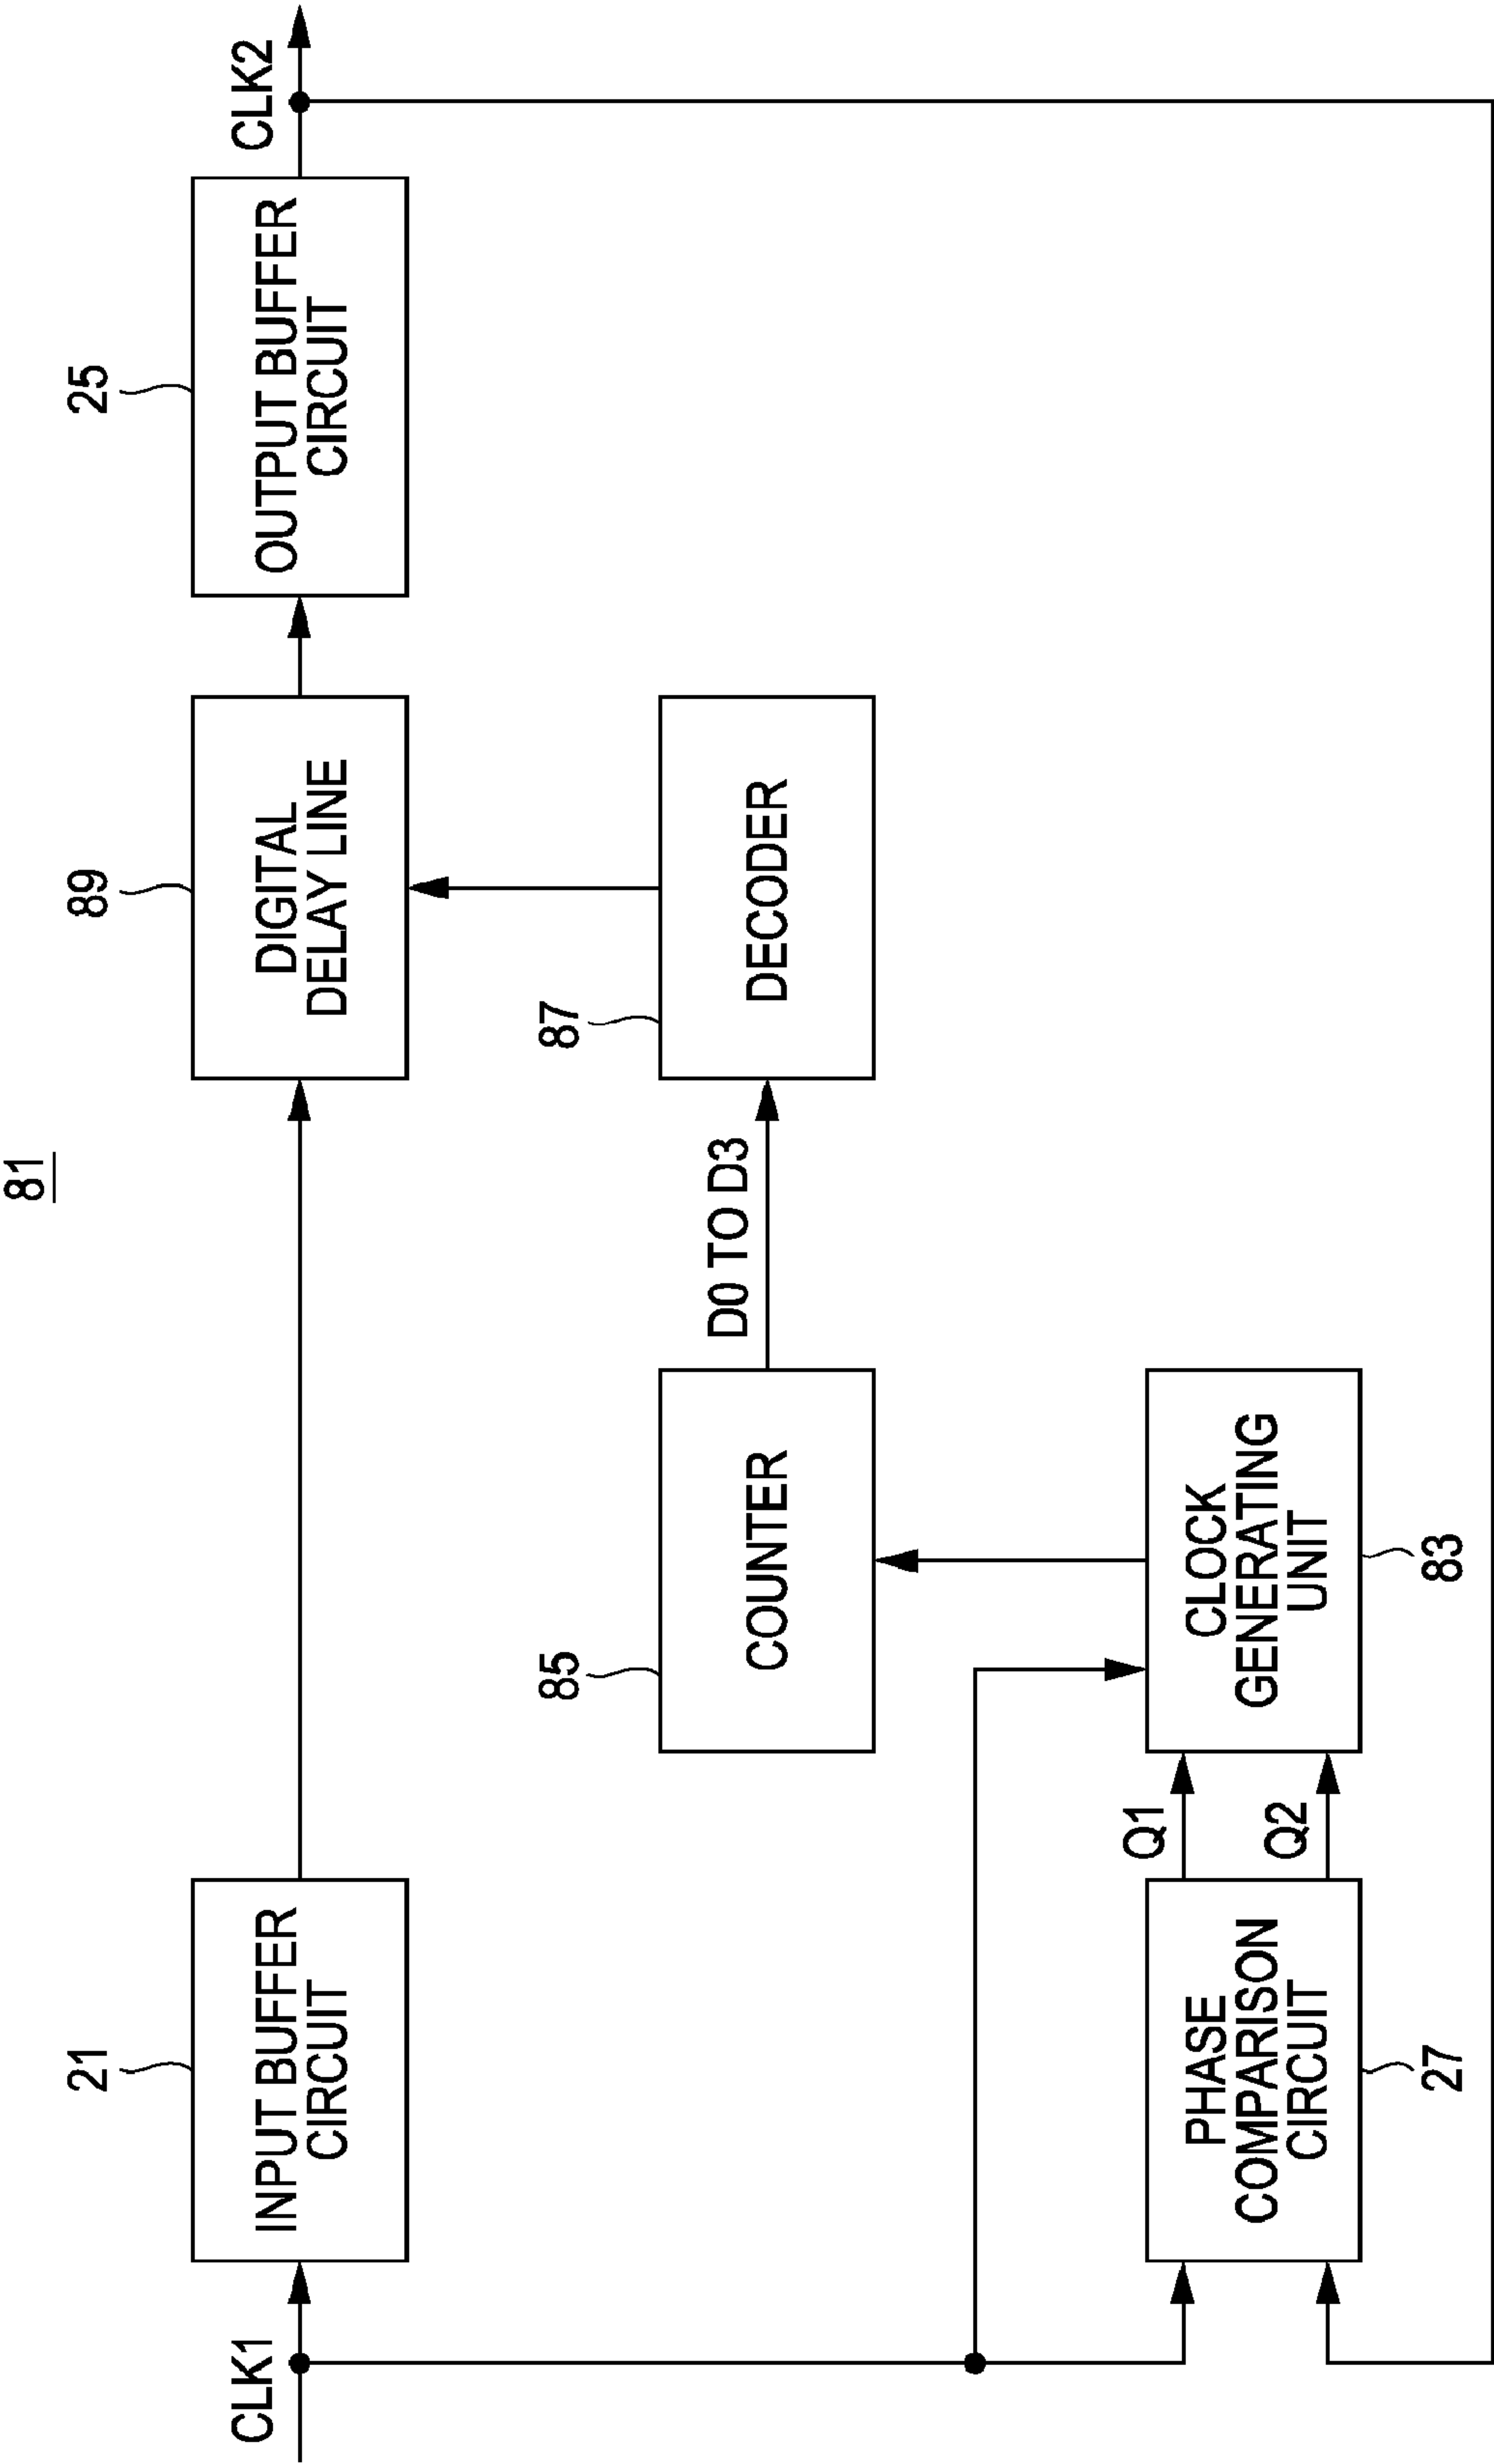 81
21
89
25
CLK1
INPUT BUFFER
CIRCUIT
DIGITAL
DELAY LINE
OUTPUT BUFFER
CIRCUIT
CLK2
85
87
COUNTER
D0 TO D3
DECODER
PHASE
COMPARISON
CIRCUIT
Q1
Q2
CLOCK
GENERATING
UNIT
27
83